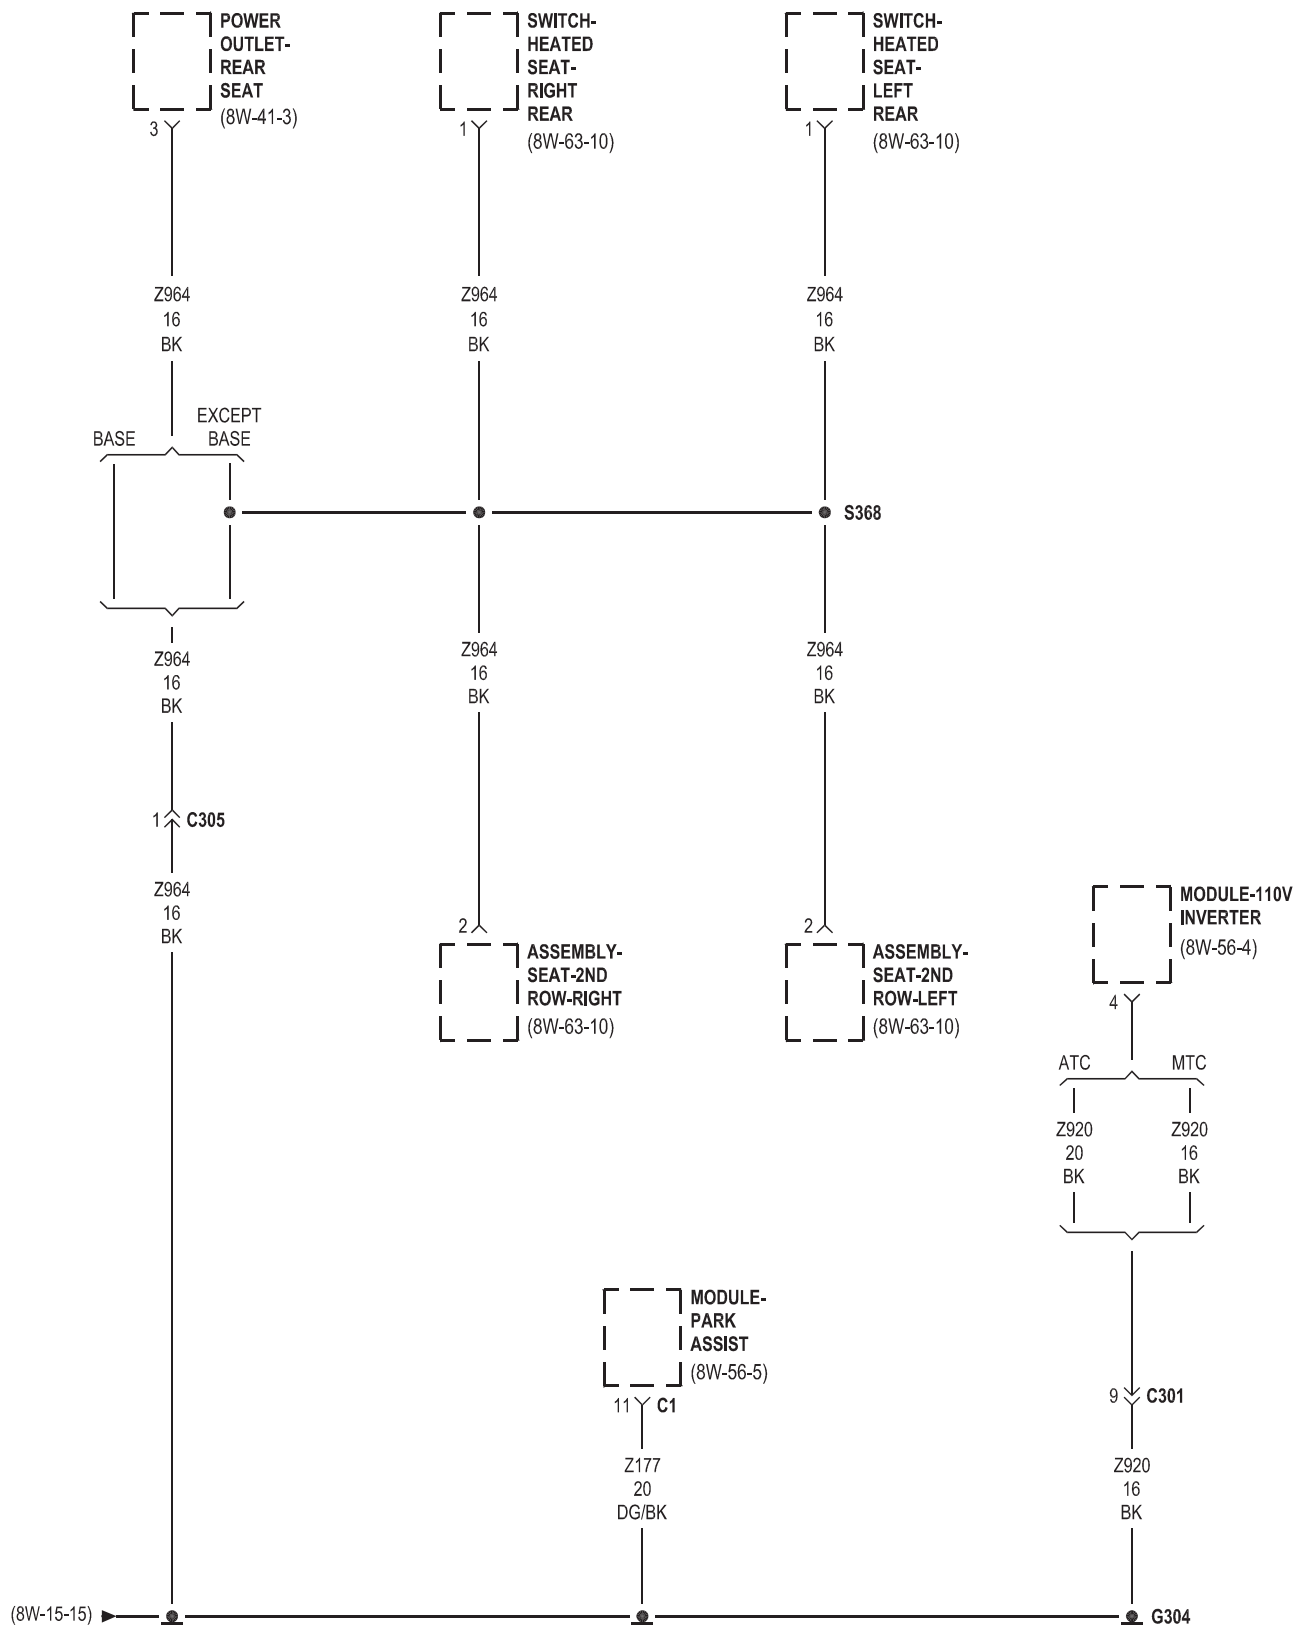 POWER
OUTLET-
REAR
SEAT
(8W-41-3)
3
SWITCH-
HEATED
SEAT-
RIGHT
REAR
(8W-63-10)
1
SWITCH-
HEATED
SEAT-
LEFT
REAR
(8W-63-10)
1
Z964
16
BK
Z964
16
BK
Z964
16
BK
BASE
EXCEPT
BASE
S368
Z964
16
BK
Z964
16
BK
Z964
16
BK
1
C305
Z964
16
BK
2
ASSEMBLY-
SEAT-2ND
ROW-RIGHT
(8W-63-10)
2
ASSEMBLY-
SEAT-2ND
ROW-LEFT
(8W-63-10)
MODULE-110V
INVERTER
(8W-56-4)
4
ATC
MTC
Z920
20
BK
Z920
16
BK
MODULE-
PARK
ASSIST
(8W-56-5)
11
C1
9
C301
Z177
20
DG/BK
Z920
16
BK
(8W-15-15)
G304